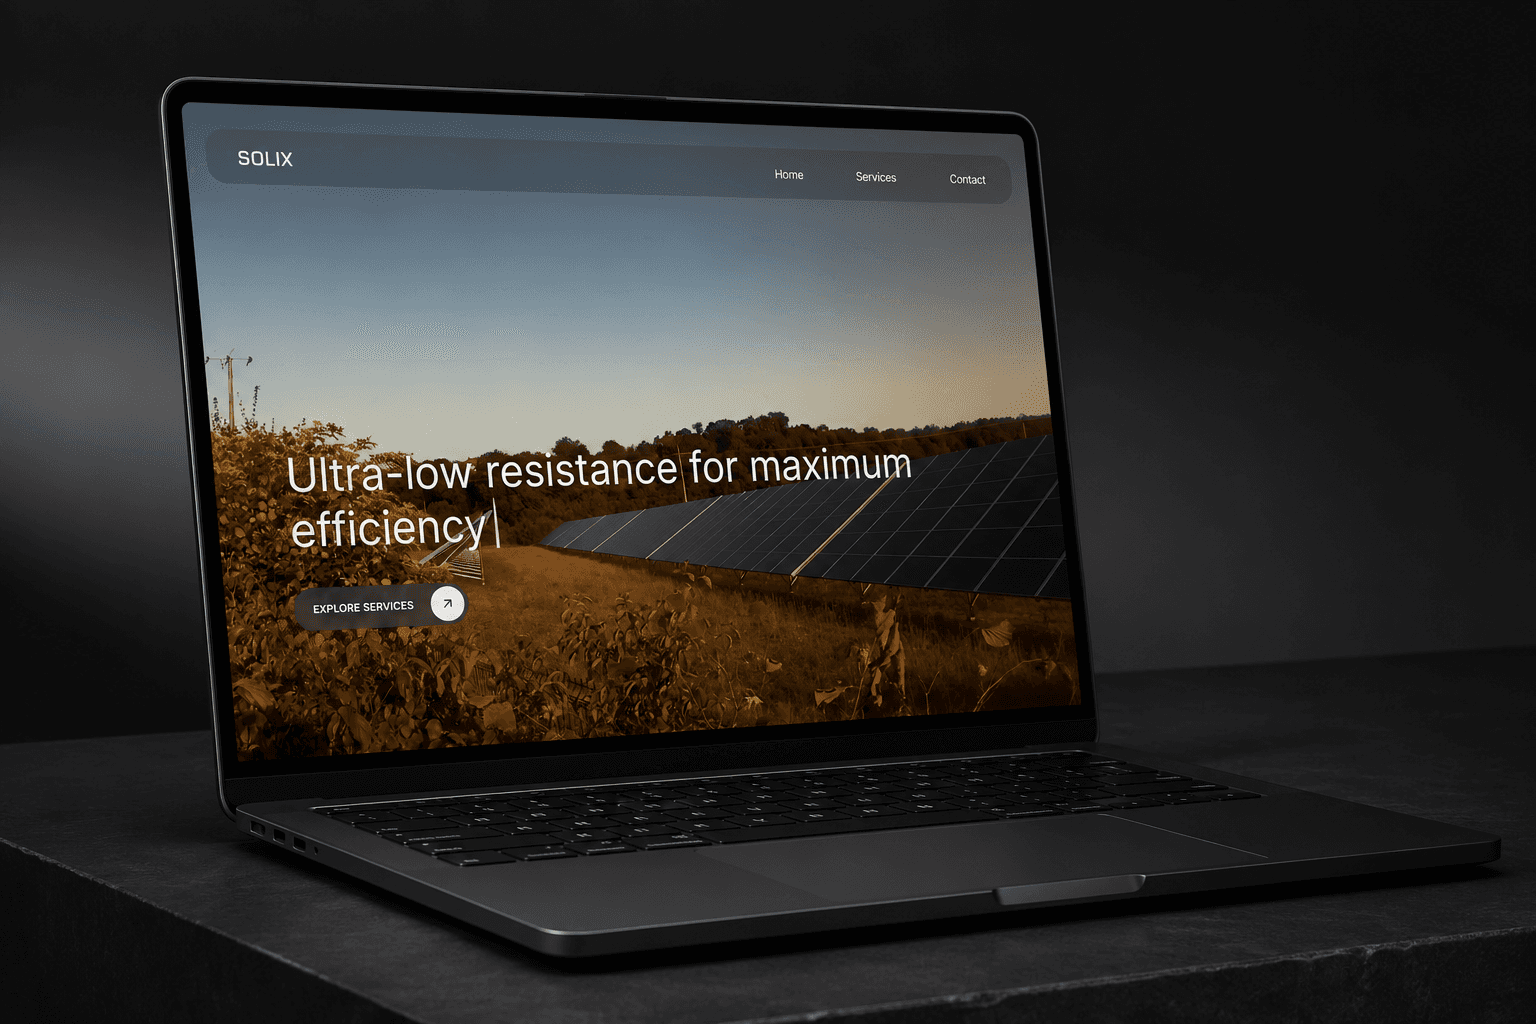 SOLIX
Home
Services
Contact
Ultra-low resistance for maximum
efficiency
EXPLORE SERVICES